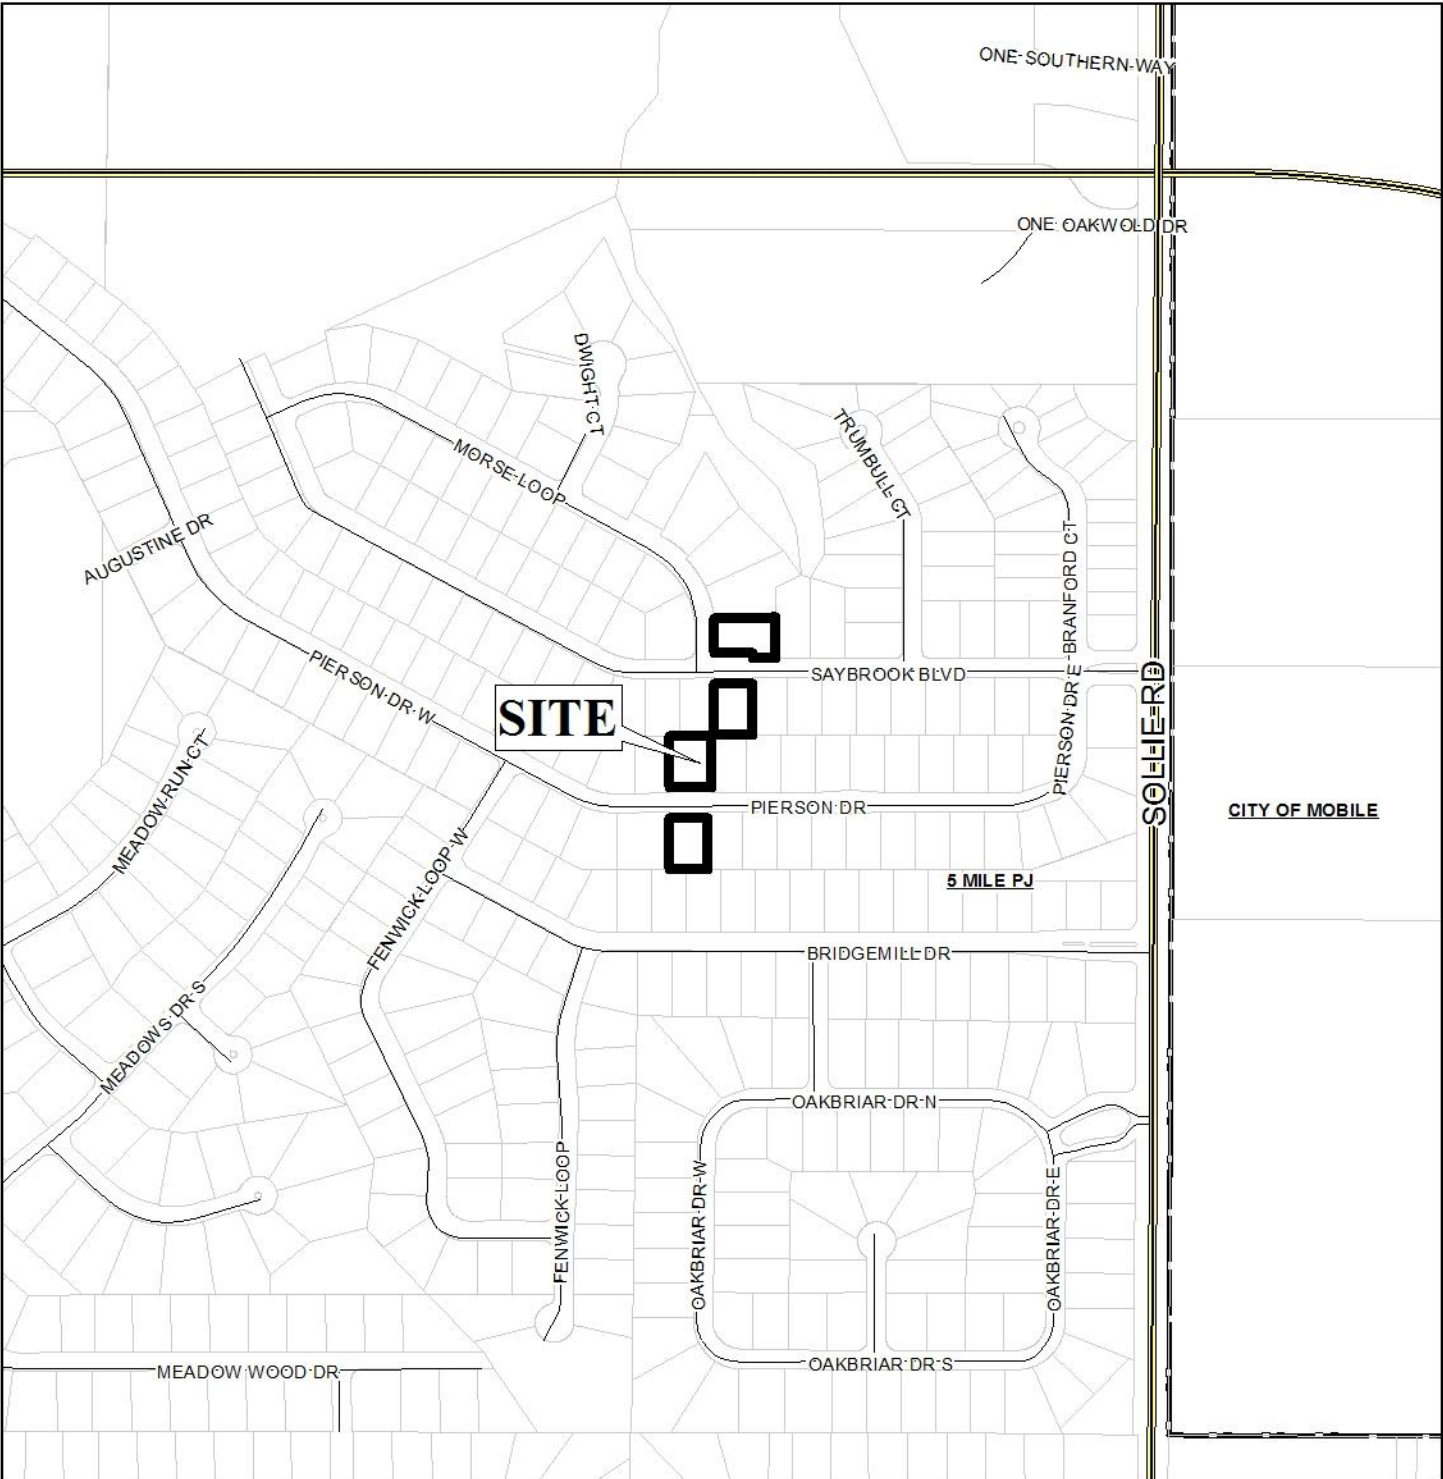 ONE SOUTHERN WAY
ONE OAKWOLD DR
DWIGHT CT
TRUMBULL CT
MORSE LOOP
AUGUSTINE DR
BRANFORD CT
PIERSON DR W
SAYBROOK BLVD
SITE
PIERSON DR E
SOLLIE RD
MEADOW RUN CT
PIERSON DR
CITY OF MOBILE
FENWICK LOOP W
5 MILE PJ
BRIDGEMILL DR
MEADOWS DR S
OAKBRIAR DR N
FENWICK LOOP
OAKBRIAR DR W
OAKBRIAR DR E
OAKBRIAR DR S
MEADOW WOOD DR